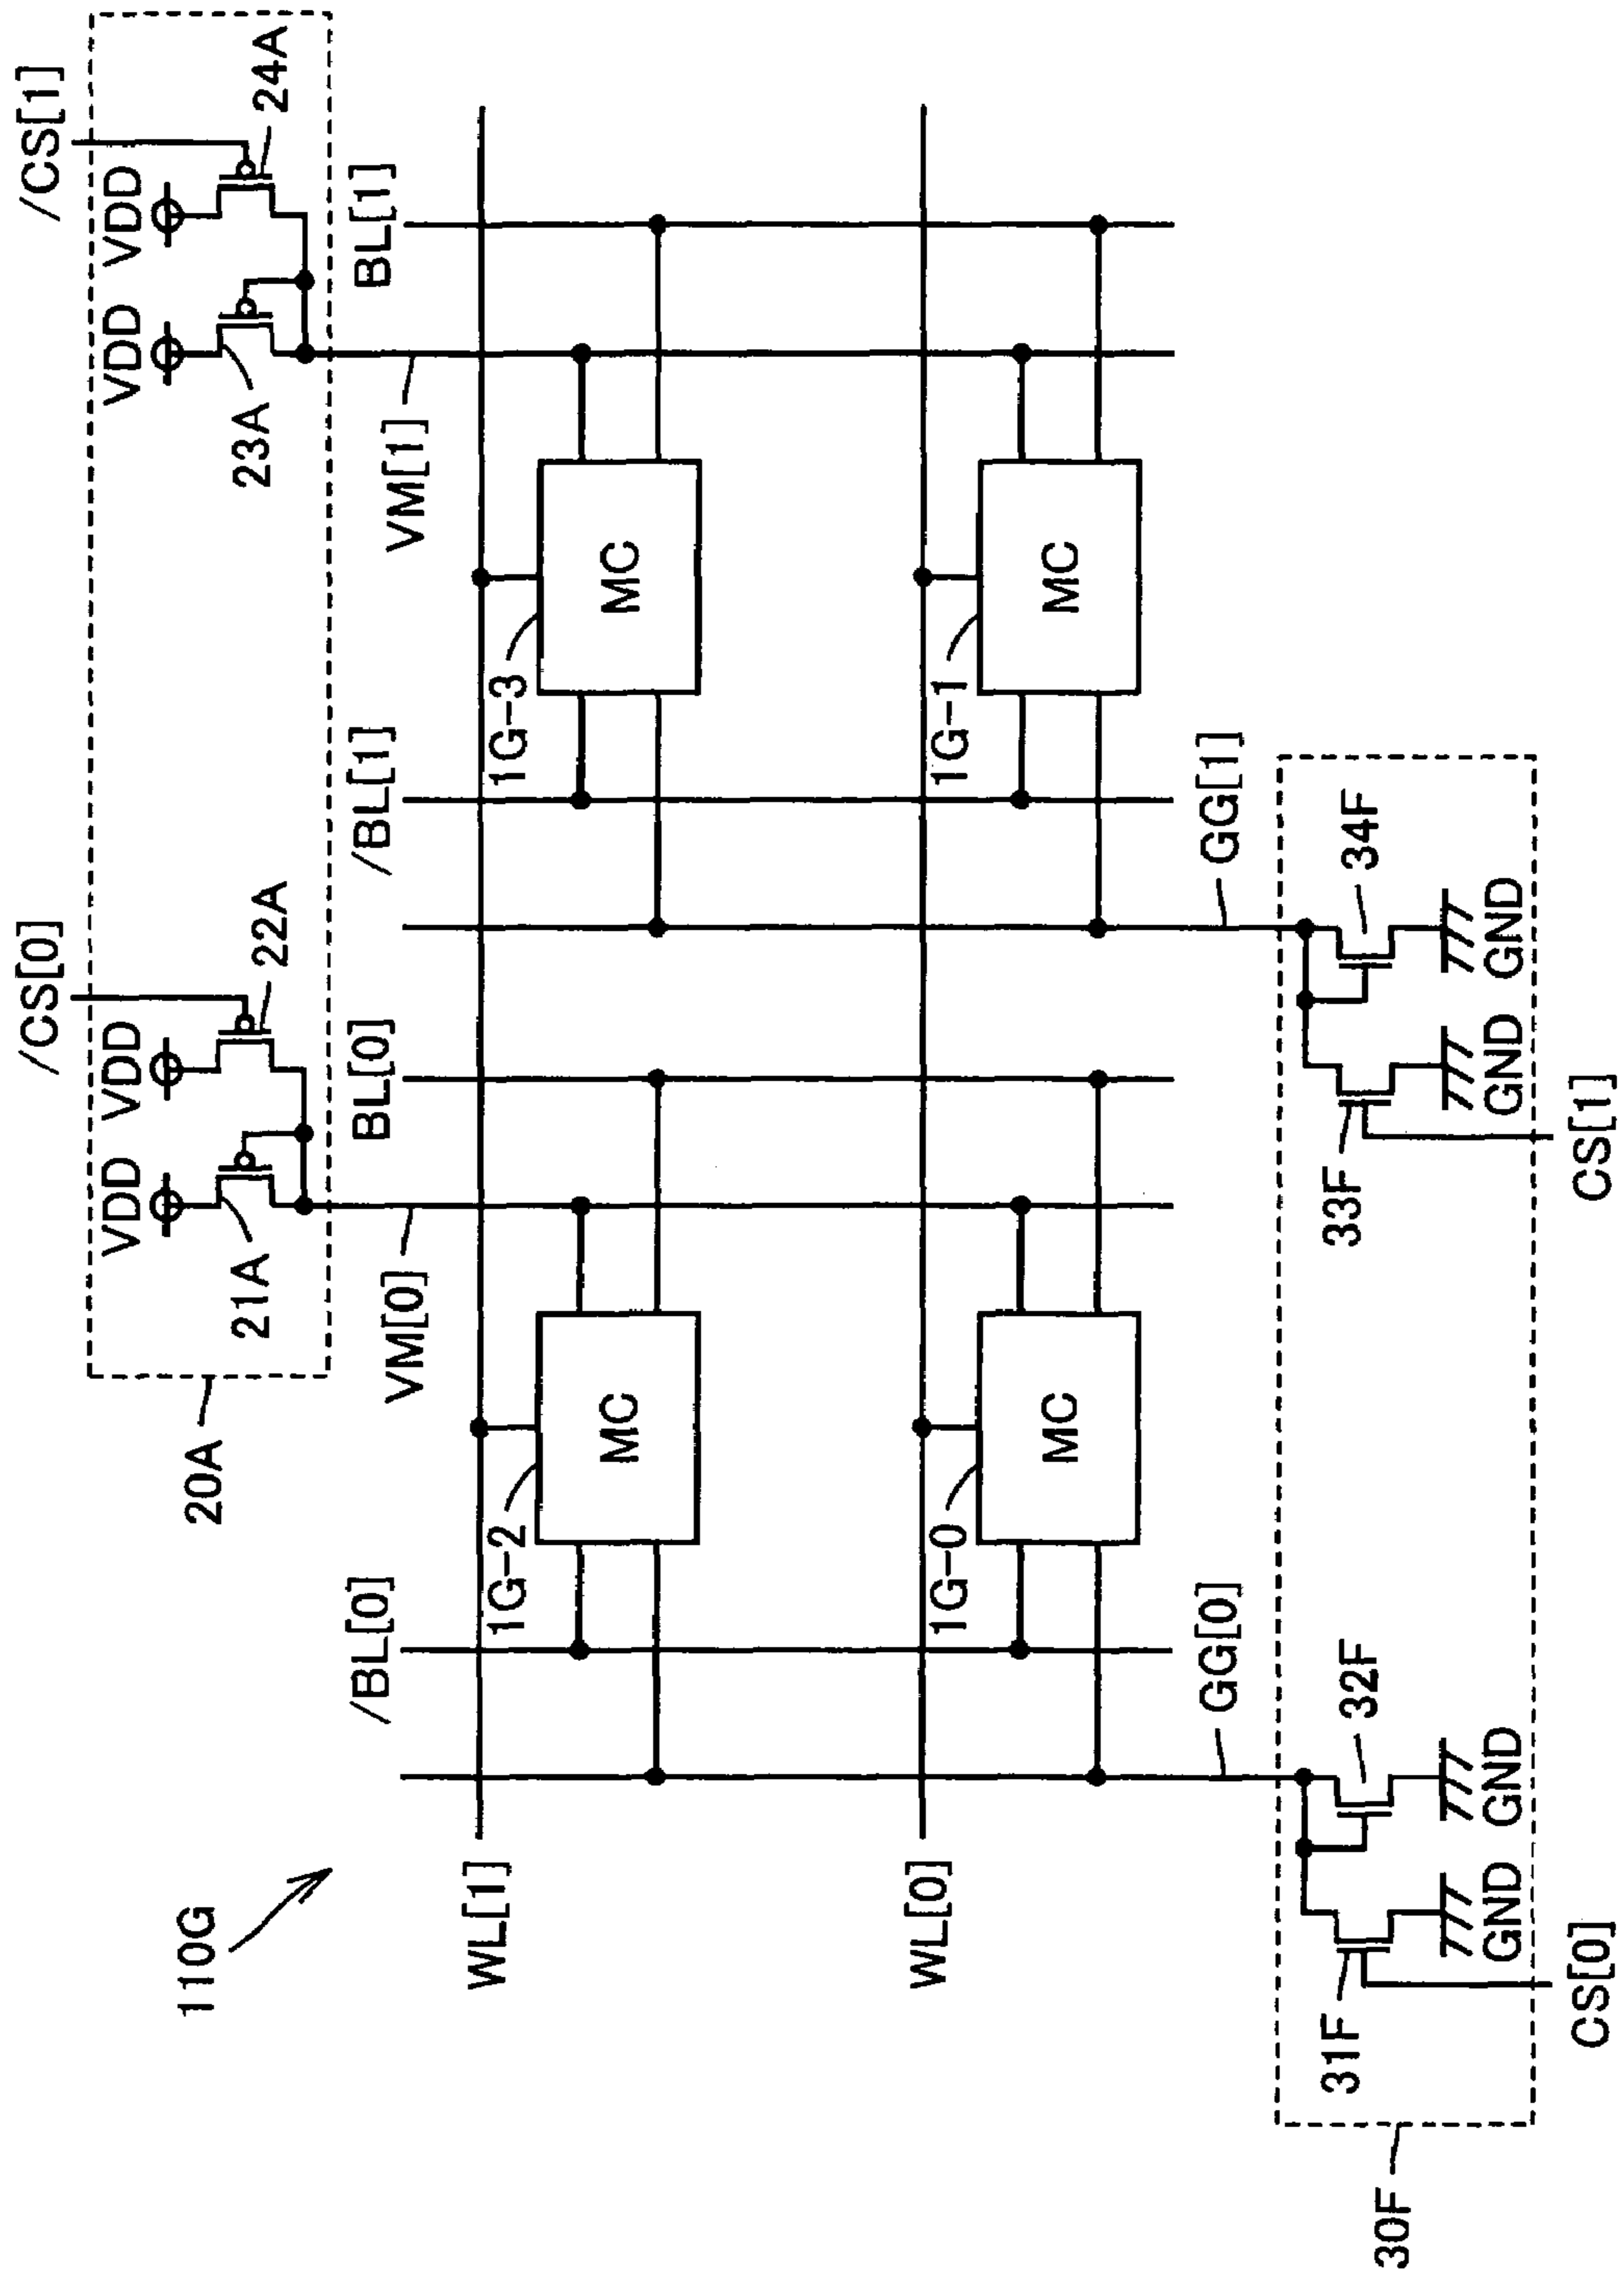 110G
/CS[0]
/CS[1]
VDD
VDD
VDD
VDD
21A
22A
23A
24A
20A
/BL[0]
VM[0]
BL[0]
/BL[1]
VM[1]
BL[1]
WL[1]
1G-2
MC
1G-3
MC
WL[0]
1G-0
MC
1G-1
MC
GG[0]
GG[1]
31F
32F
33F
34F
GND
GND
GND
GND
30F
CS[0]
CS[1]